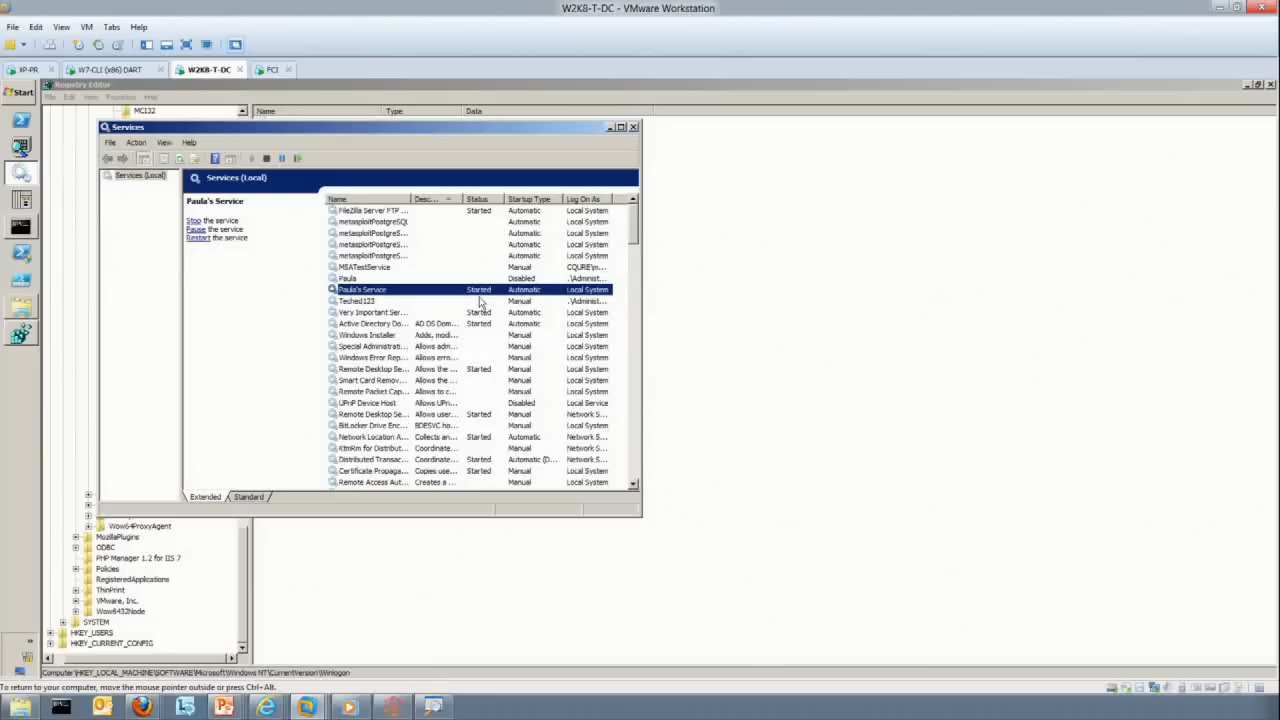 W2K8-T-DC - VMware Workstation
File Edit View VM Tabs Help
XP-PR W7-CLI (x86) DART W2K8-T-DC FCI
Start Registry Editor
File Edit View Favorites Help
MCI32 Name Type Data
Services
File Action View Help
Services (Local) Services (Local)
Paula's Service
Stop the service
Pause the service
Restart the service
Name Desc... Status Startup Type Log On As
FileZilla Server FTP ... Started Automatic Local System
metasploitPostgreSQL Automatic Local System
metasploitPostgreS... Automatic Local System
metasploitPostgreS... Automatic Local System
metasploitPostgreS... Automatic Local System
MSATestService Manual CQURE\m...
Paula Disabled .\Administ...
Paula's Service Started Automatic Local System
Teched123 Manual .\Administ...
Very Important Ser... Started Automatic Local System
Active Directory Do... AD DS Dom... Started Automatic Local System
Windows Installer Adds, modi... Manual Local System
Special Administrati... Allows adm... Manual Local System
Windows Error Rep... Allows erro... Manual Local System
Remote Desktop Se... Allows the ... Started Manual Local System
Smart Card Remov... Allows the ... Manual Local System
Remote Packet Cap... Allows to c... Manual Local System
UPnP Device Host Allows UPn... Disabled Local Service
Remote Desktop Se... Allows user... Started Manual Network S...
BitLocker Drive Enc... BDESVC ho... Manual Local System
Network Location A... Collects an... Started Automatic Network S...
KtmRm for Distribut... Coordinate... Manual Network S...
Distributed Transac... Coordinate... Started Automatic (D... Network S...
Certificate Propaga... Copies use... Started Manual Local System
Remote Access Aut... Creates a ... Manual Local System
Extended Standard
Wow64ProxyAgent
MozillaPlugins
ODBC
PHP Manager 1.2 for IIS 7
Policies
RegisteredApplications
ThinPrint
VMware, Inc.
Wow6432Node
SYSTEM
HKEY_USERS
HKEY_CURRENT_CONFIG
Computer\HKEY_LOCAL_MACHINE\SOFTWARE\Microsoft\Windows NT\CurrentVersion\Winlogon
To return to your computer, move the mouse pointer outside or press Ctrl+Alt.